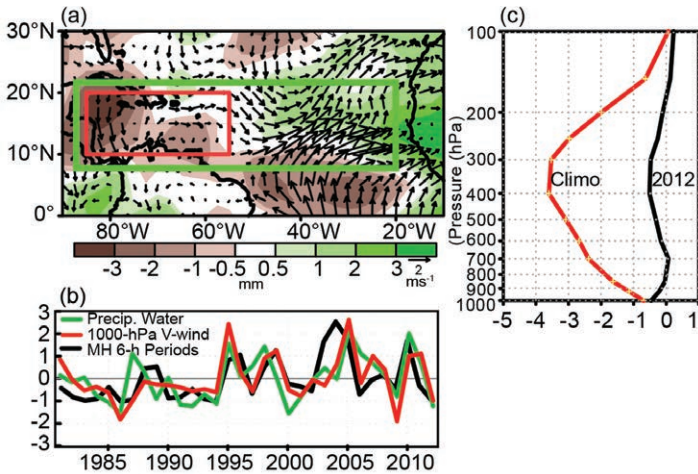 (a)
30°N
20°N
10°N
0°
80°W 60°W 40°W 20°W
-3 -2 -1 -0.5 0.5 1 2 3
mm
2
ms⁻¹
(b)
Precip. Water
1000-hPa V-wind
MH 6-h Periods
3
2
1
0
-1
-2
-3
1985 1990 1995 2000 2005 2010
(c)
(Pressure (hPa)
100
200
300
400
500
600
700
800
900
1000
Climo
2012
-5 -4 -3 -2 -1 0 1